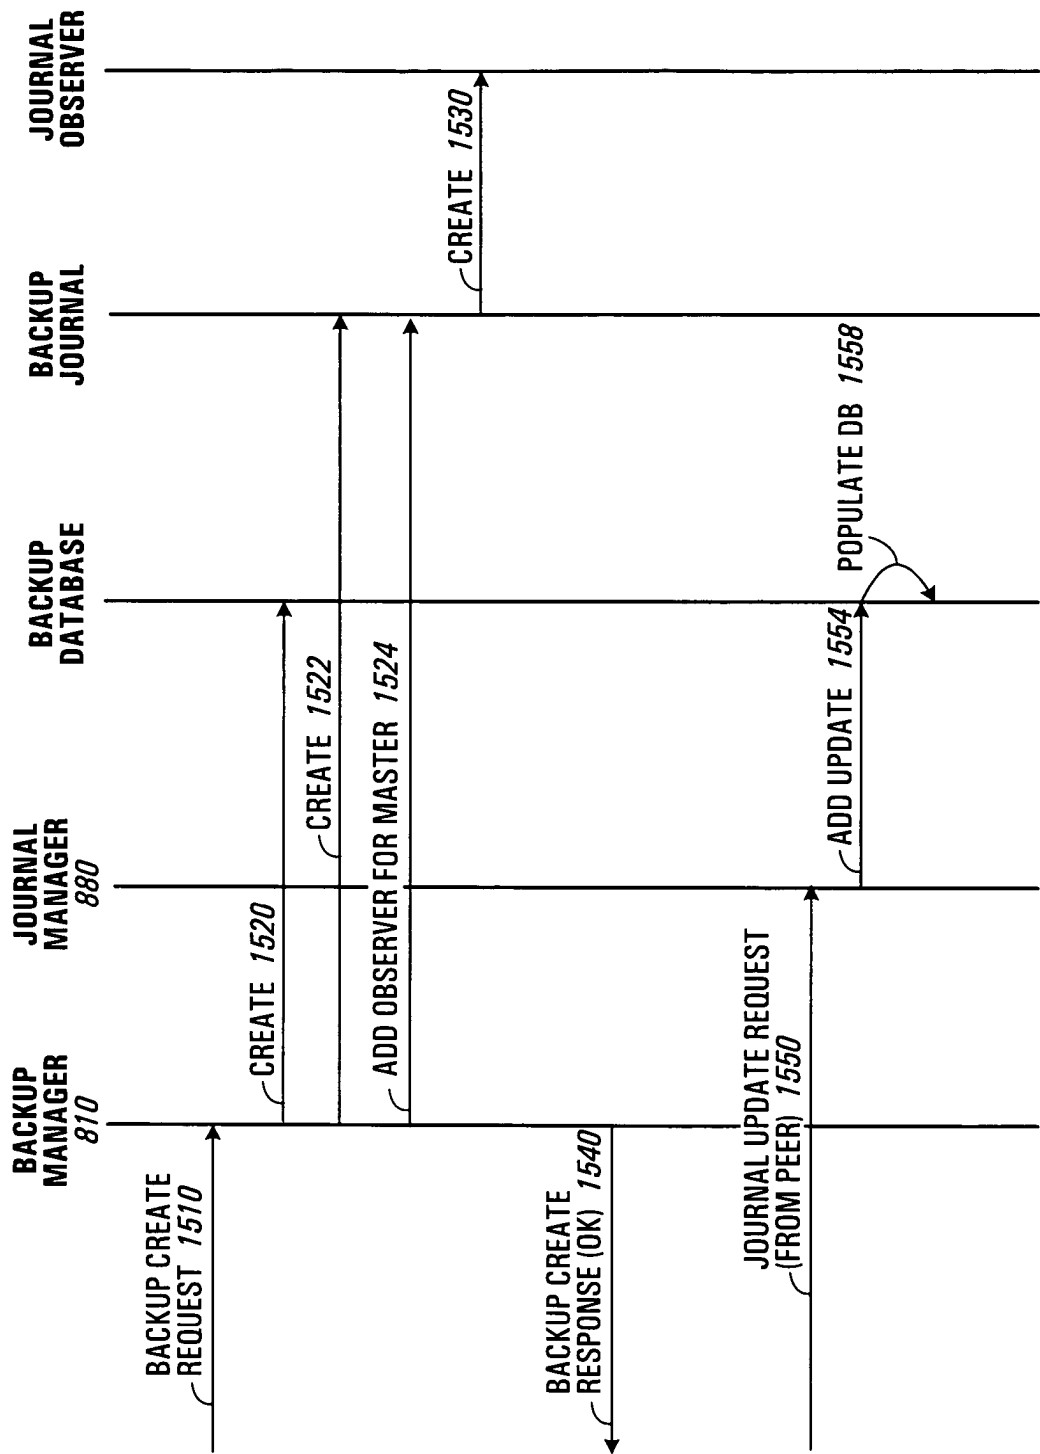 BACKUP
MANAGER
810
JOURNAL
MANAGER
880
BACKUP
DATABASE
BACKUP
JOURNAL
JOURNAL
OBSERVER
BACKUP CREATE
REQUEST 1510
CREATE 1520
CREATE 1522
ADD OBSERVER FOR MASTER 1524
CREATE 1530
BACKUP CREATE
RESPONSE (OK) 1540
JOURNAL UPDATE REQUEST
(FROM PEER) 1550
ADD UPDATE 1554
POPULATE DB 1558